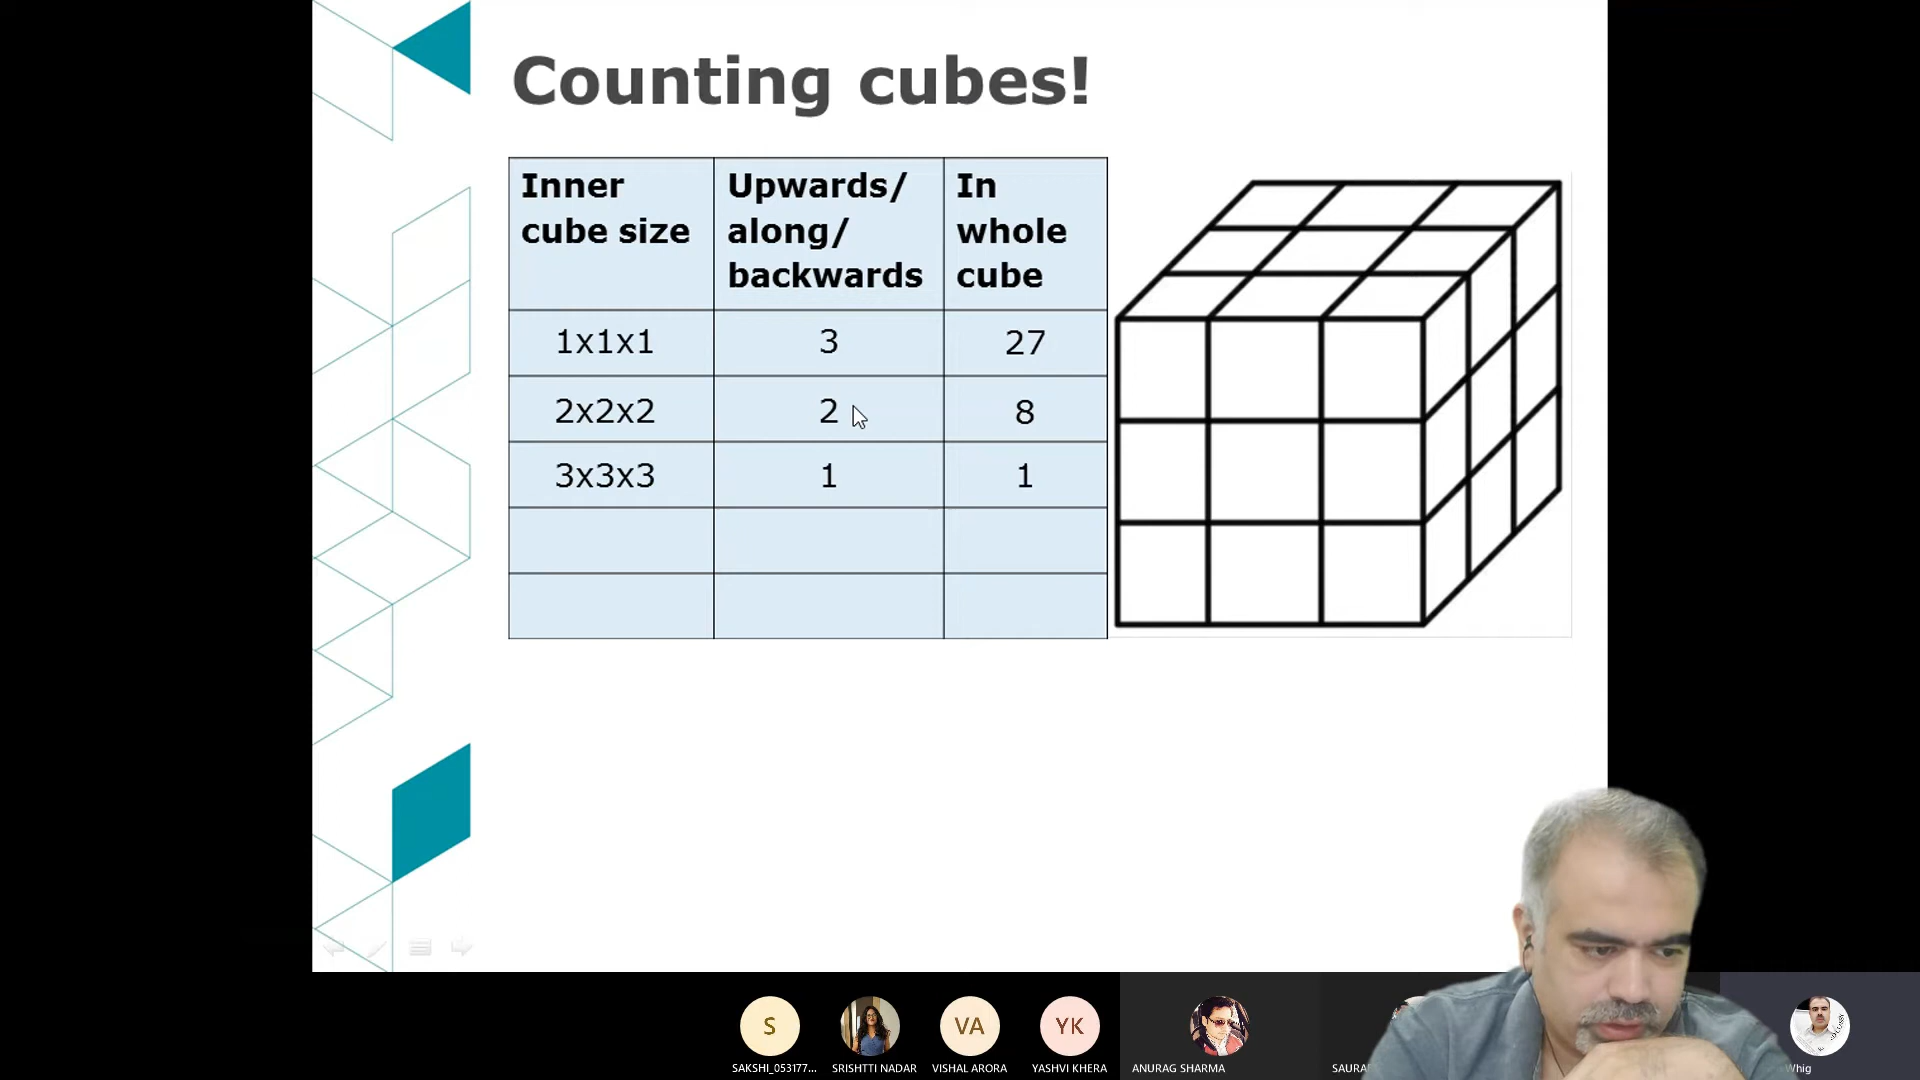 Counting cubes!
Inner cube size
Upwards/ along/ backwards
In whole cube
1x1x1 3 27
2x2x2 2 8
3x3x3 1 1
S
VA
YK
SAKSHI_053177...
SRISHTTI NADAR
VISHAL ARORA
YASHVI KHERA
ANURAG SHARMA
SAURA
Whig